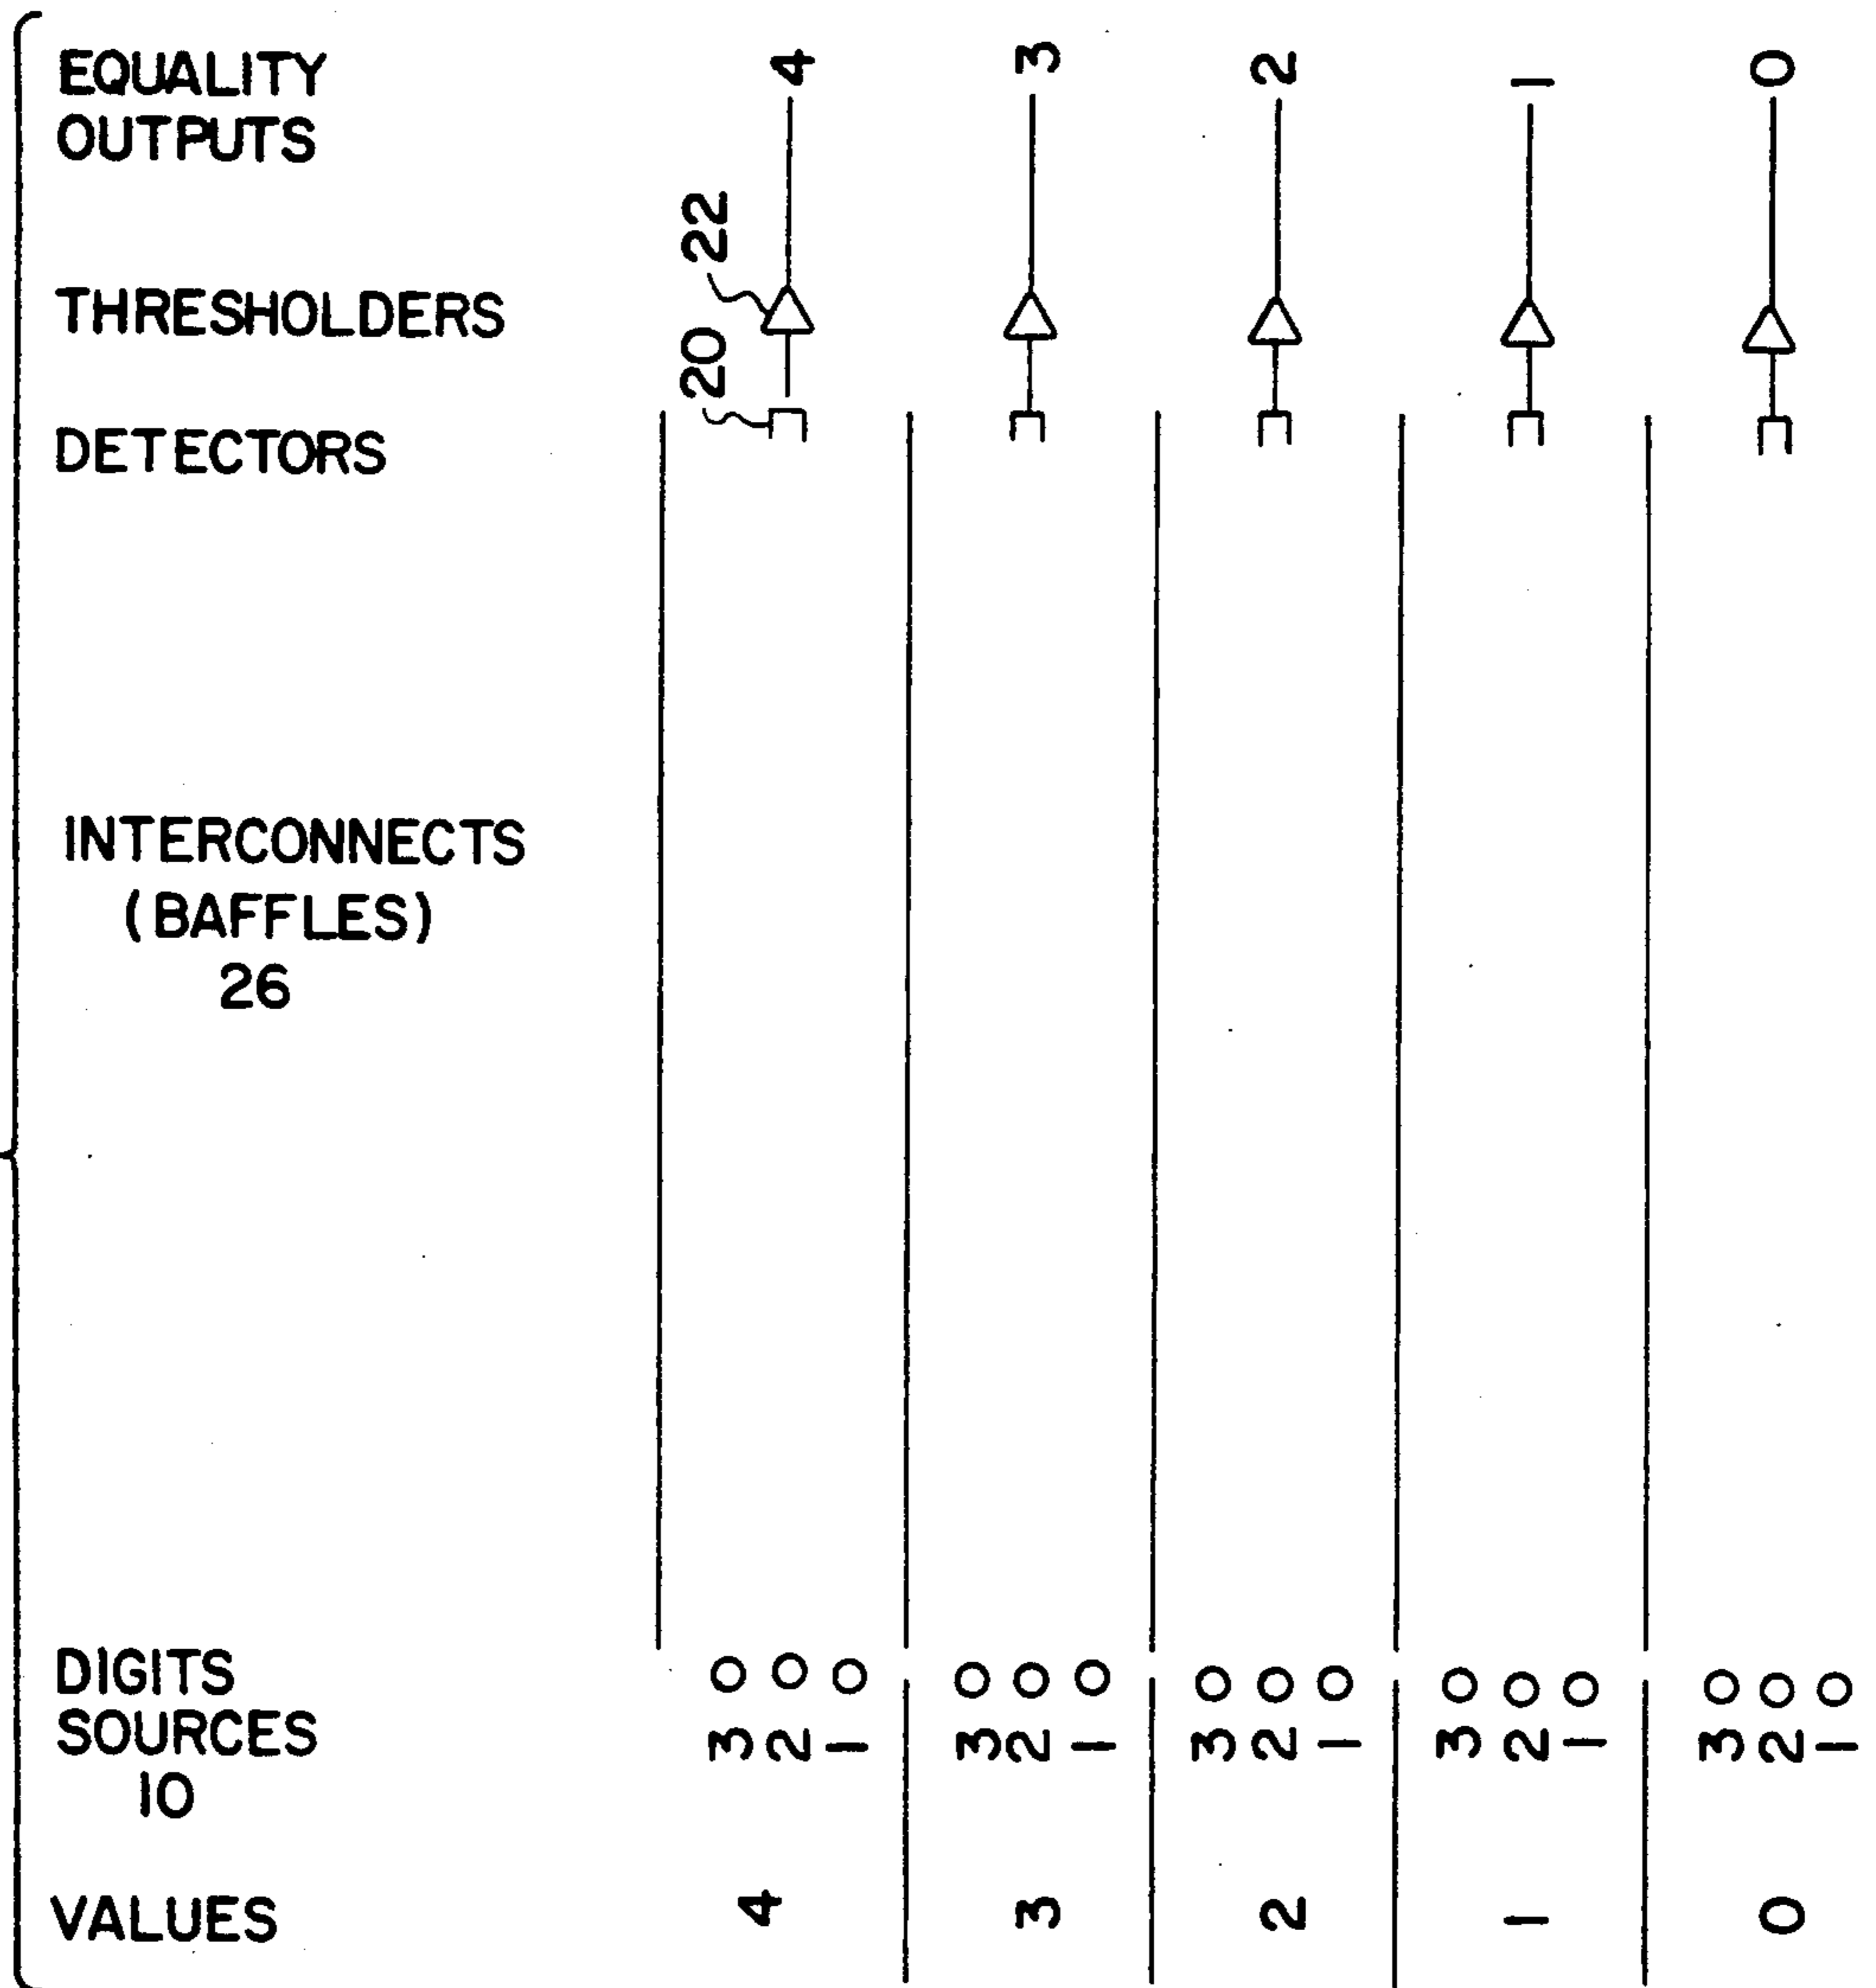 EQUALITY
OUTPUTS
4 3 2 1 0
22
THRESHOLDERS
20
DETECTORS
INTERCONNECTS
(BAFFLES)
26
DIGITS
SOURCES
10
3 2 1 3 2 1 3 2 1 3 2 1 3 2 1
VALUES
4 3 2 1 0